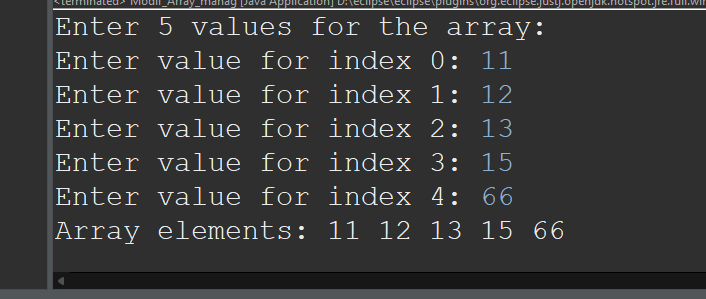 <terminated> Modif_Array_manag [Java Application] D:\eclipse\eclipse\plugins\org.eclipse.justj.openjdk.hotspot.jre.full.win
Enter 5 values for the array:
Enter value for index 0: 11
Enter value for index 1: 12
Enter value for index 2: 13
Enter value for index 3: 15
Enter value for index 4: 66
Array elements: 11 12 13 15 66